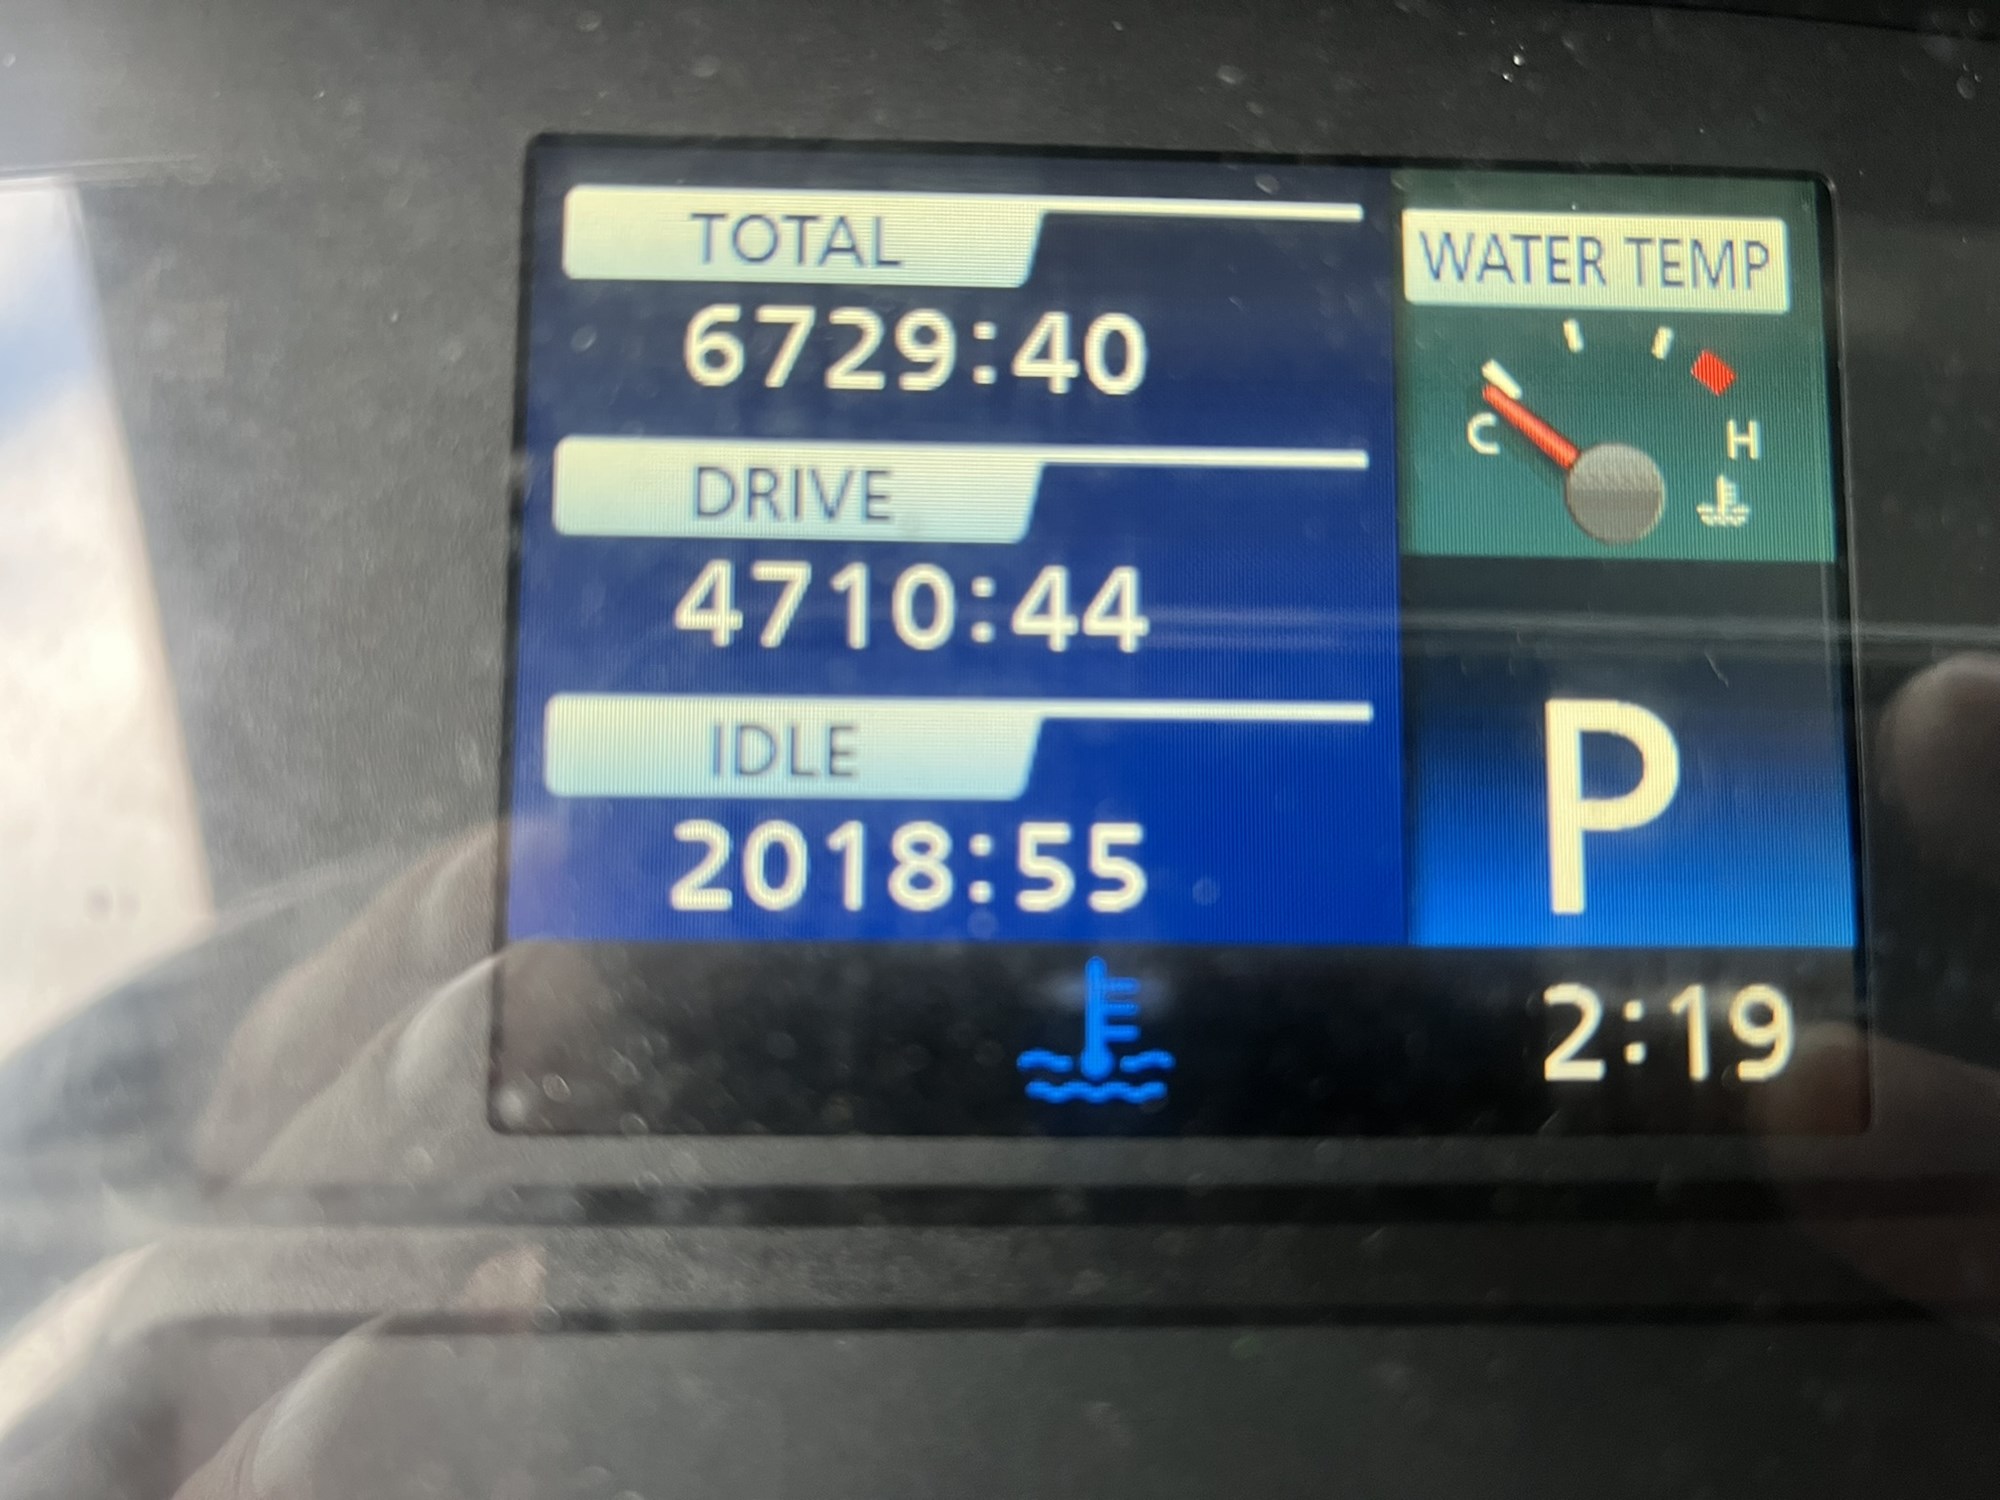 TOTAL
6729:40
DRIVE
4710:44
IDLE
2018:55
WATER TEMP
C H
P
2:19